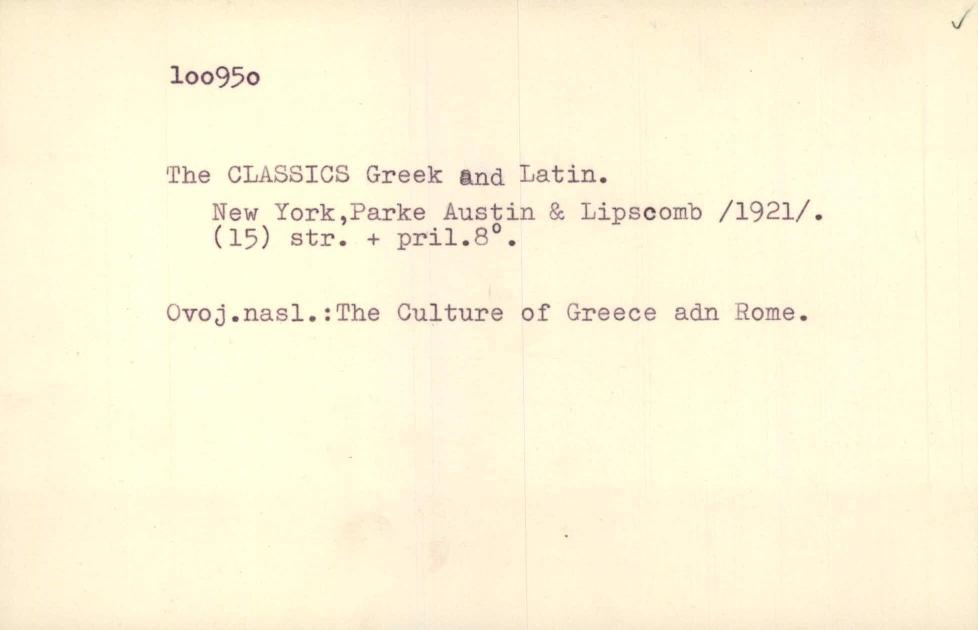 loo95o
The CLASSICS Greek and Latin.
New York,Parke Austin & Lipscomb /1921/.
(15) str. + pril.8°.
Ovoj.nasl.:The Culture of Greece adn Rome.